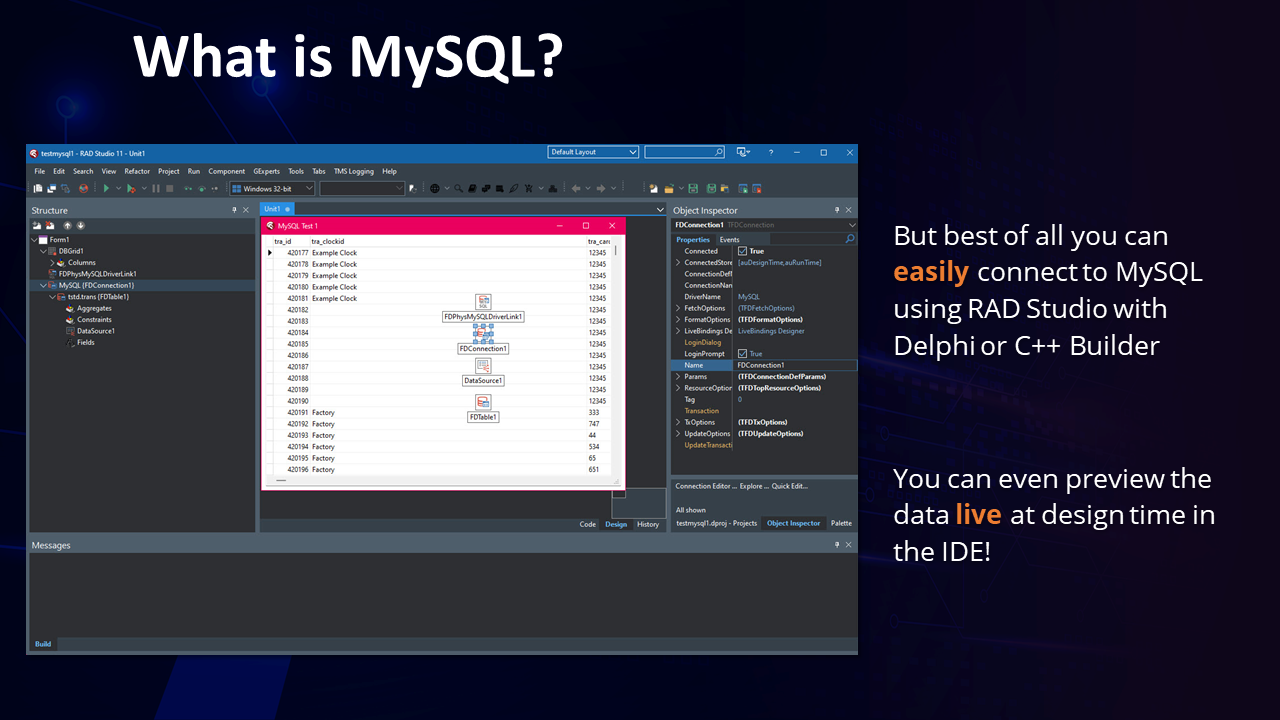 What is MySQL?
testmysql1 - RAD Studio 11 - Unit1
Default Layout
?
File Edit Search View Refactor Project Run Component GExperts Tools Tabs TMS Logging Help
Windows 32-bit
Structure
Form1
DBGrid1
Columns
FDPhysMySQLDriverLink1
MySQL {FDConnection1}
tstd.trans {FDTable1}
Aggregates
Constraints
DataSource1
Fields
Unit1
MySQL Test 1
tra_id tra_clockid tra_card
420177 Example Clock 12345
420178 Example Clock 12345
420179 Example Clock 12345
420180 Example Clock 12345
420181 Example Clock 12345
420182 12345
420183 12345
420184 12345
420185 12345
420186 12345
420187 12345
420188 12345
420189 12345
420190 12345
420191 Factory 333
420192 Factory 747
420193 Factory 44
420194 Factory 534
420195 Factory 65
420196 Factory 651
SQL
FDPhysMySQLDriverLink1
FDConnection1
DataSource1
FDTable1
Code Design History
Object Inspector
FDConnection1 TFDConnection
Properties Events
Connected True
ConnectedStore [auDesignTime,auRunTime]
ConnectionDefN
ConnectionNam
DriverName MySQL
FetchOptions (TFDFetchOptions)
FormatOptions (TFDFormatOptions)
LiveBindings De LiveBindings Designer
LoginDialog
LoginPrompt True
Name FDConnection1
Params (TFDConnectionDefParams)
ResourceOption (TFDTopResourceOptions)
Tag 0
Transaction
TxOptions (TFDTxOptions)
UpdateOptions (TFDUpdateOptions)
UpdateTransacti
Connection Editor ... Explore ... Quick Edit...
All shown
testmysql1.dproj - Projects Object Inspector Palette
Messages
Build
But best of all you can
easily connect to MySQL
using RAD Studio with
Delphi or C++ Builder
You can even preview the
data live at design time in
the IDE!